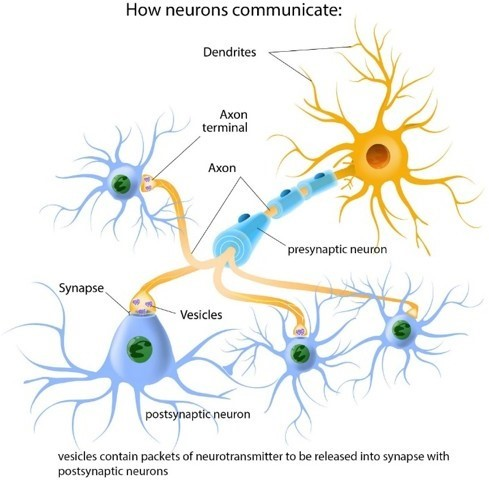 How neurons communicate:
Dendrites
Axon
terminal
Axon
presynaptic neuron
Synapse
Vesicles
postsynaptic neuron
vesicles contain packets of neurotransmitter to be released into synapse with
postsynaptic neurons